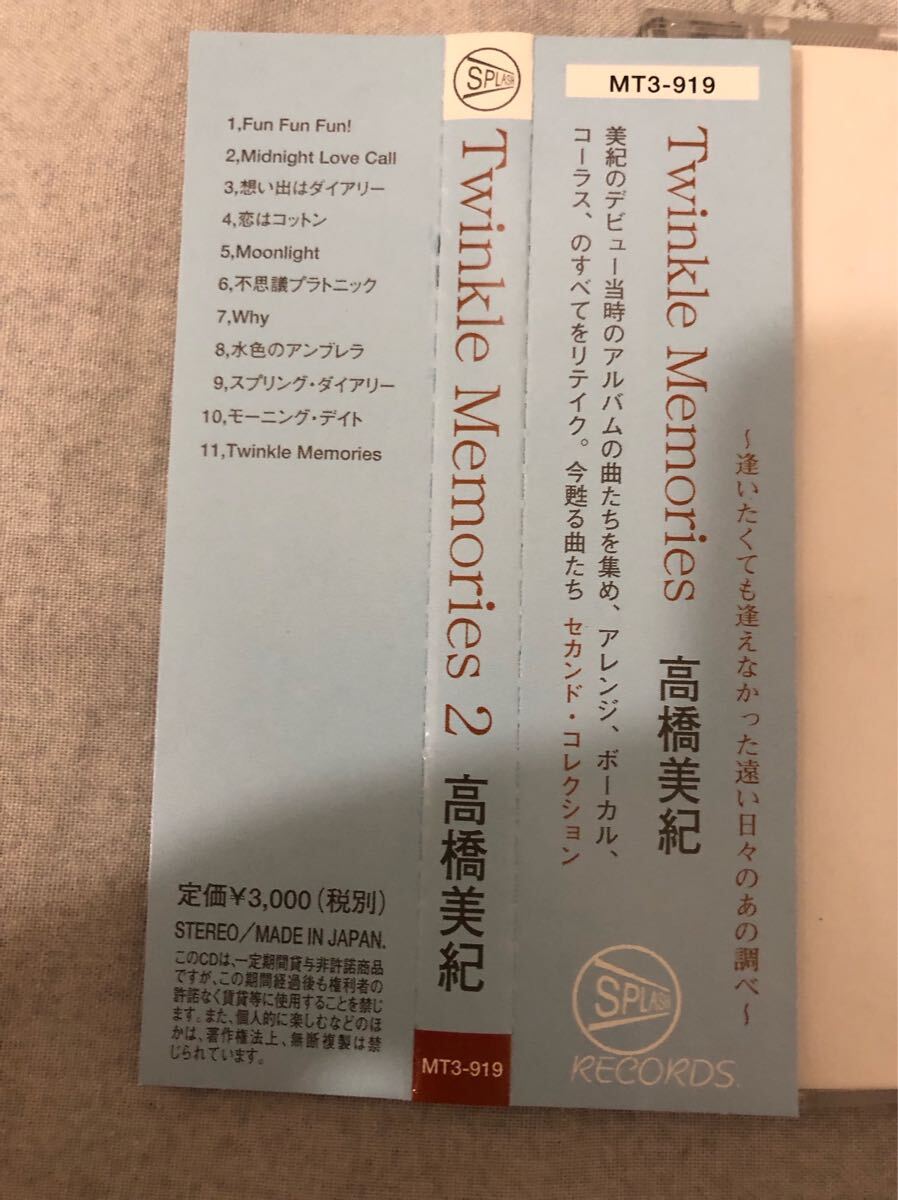 1,Fun Fun Fun!
2,Midnight Love Call
3,想い出はダイアリー
4,恋はコットン
5,Moonlight
6,不思議プラトニック
7,Why
8,水色のアンブレラ
9,スプリング・ダイアリー
10,モーニング・デイト
11,Twinkle Memories
定価¥3,000(税別)
STEREO/MADE IN JAPAN.
このCDは、一定期間貸与非許諾商品
ですが、この期間経過後も権利者の
許諾なく賃貸等に使用することを禁じ
ます。また、個人的に楽しむなどのほ
かは、著作権法上、無断複製は禁
じられています。
SPLASH
Twinkle Memories 2 高橋美紀
MT3-919
MT3-919
〜逢いたくても逢えなかった遠い日々のあの調べ〜
Twinkle Memories 高橋美紀
美紀のデビュー当時のアルバムの曲たちを集め、アレンジ、ボーカル、
コーラス、のすべてをリテイク。今甦る曲たち セカンド・コレクション
SPLASH
RECORDS.